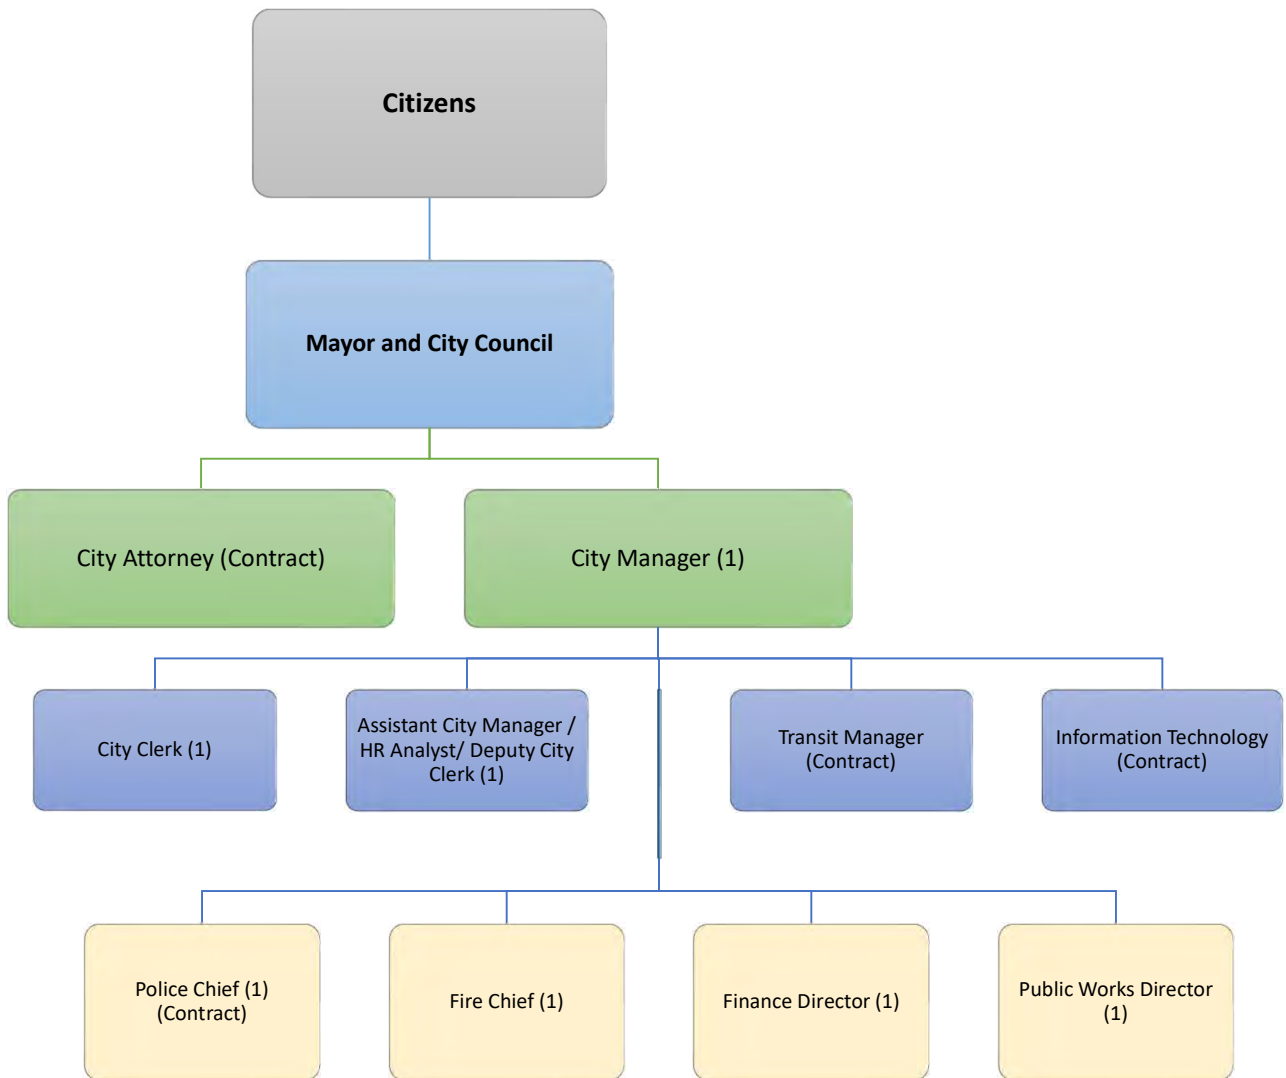 Citizens
Mayor and City Council
City Attorney (Contract)
City Manager (1)
City Clerk (1)
Assistant City Manager /
HR Analyst/ Deputy City
Clerk (1)
Transit Manager
(Contract)
Information Technology
(Contract)
Police Chief (1)
(Contract)
Fire Chief (1)
Finance Director (1)
Public Works Director
(1)